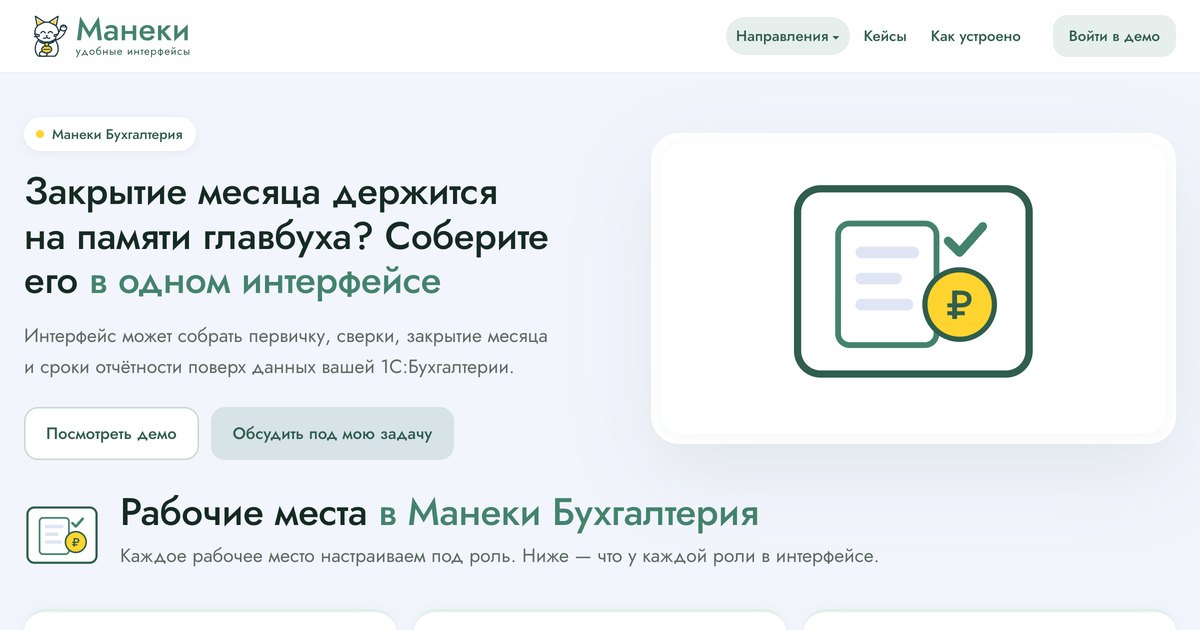 Манеки
удобные интерфейсы
Направления
Кейсы
Как устроено
Войти в демо
Манеки Бухгалтерия
Закрытие месяца держится
на памяти главбуха? Соберите
его в одном интерфейсе
Интерфейс может собрать первичку, сверки, закрытие месяца
и сроки отчётности поверх данных вашей 1С:Бухгалтерии.
Посмотреть демо
Обсудить под мою задачу
₽
Рабочие места в Манеки Бухгалтерия
₽
Каждое рабочее место настраиваем под роль. Ниже — что у каждой роли в интерфейсе.